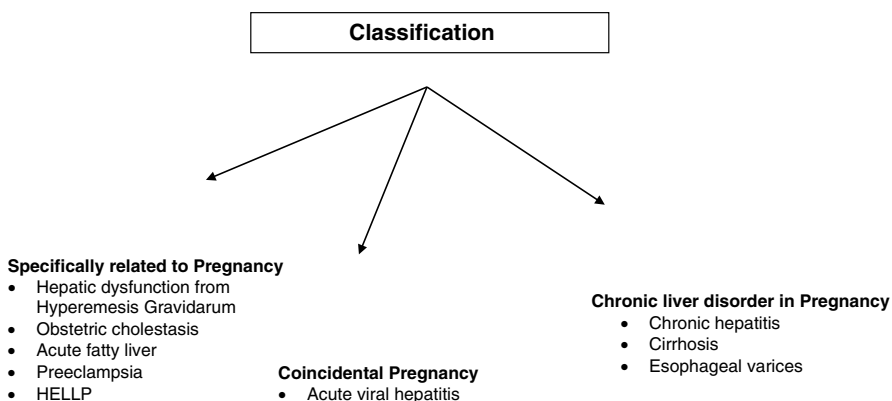 Classification
Specifically related to Pregnancy
• Hepatic dysfunction from
Hyperemesis Gravidarum
• Obstetric cholestasis
• Acute fatty liver
• Preeclampsia
• HELLP
Coincidental Pregnancy
• Acute viral hepatitis
Chronic liver disorder in Pregnancy
• Chronic hepatitis
• Cirrhosis
• Esophageal varices